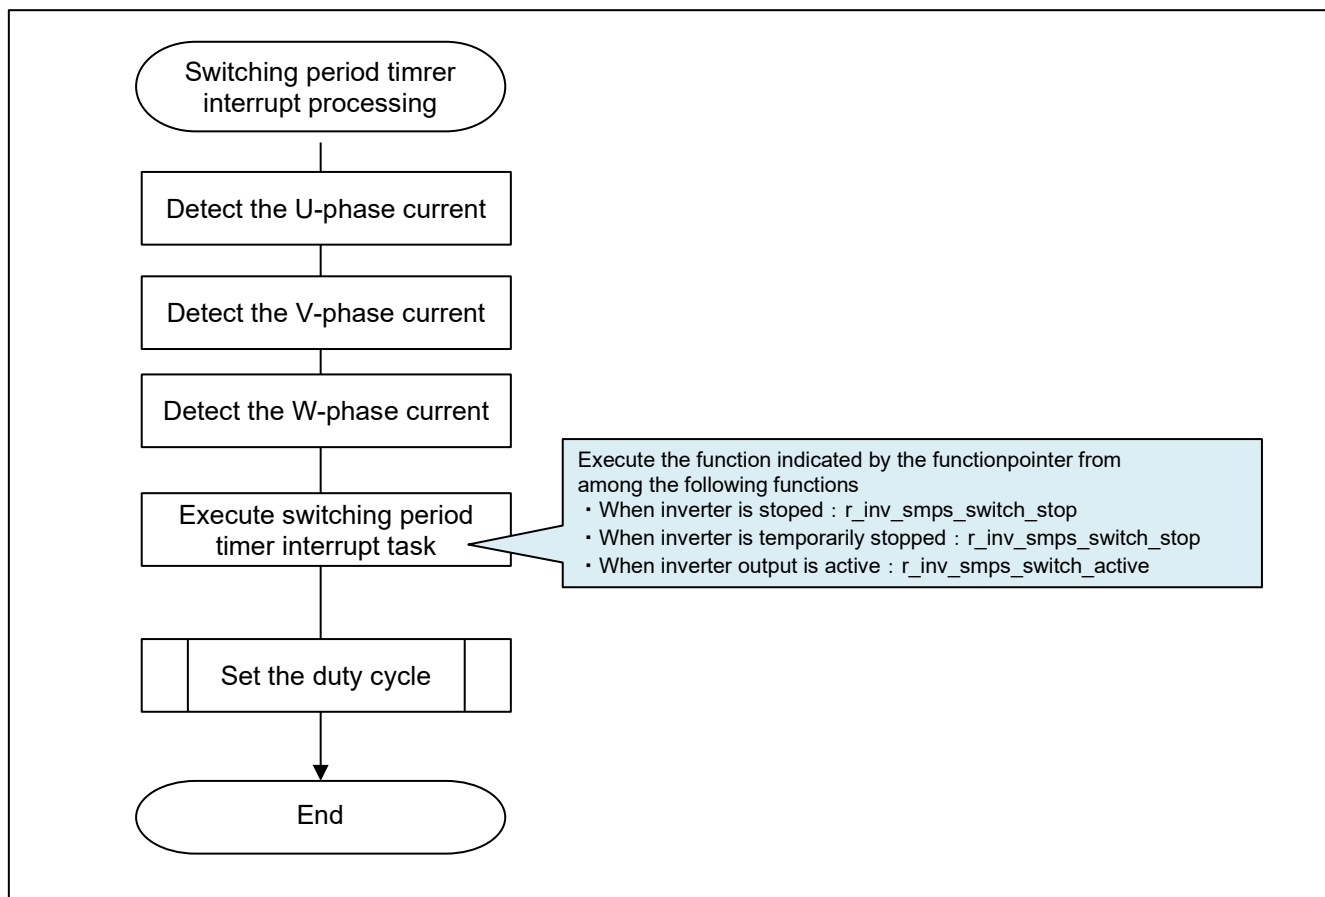 Switching period timrer
interrupt processing
Detect the U-phase current
Detect the V-phase current
Detect the W-phase current
Execute switching period
timer interrupt task
Execute the function indicated by the functionpointer from
among the following functions
・When inverter is stoped：r_inv_smps_switch_stop
・When inverter is temporarily stopped：r_inv_smps_switch_stop
・When inverter output is active：r_inv_smps_switch_active
Set the duty cycle
End